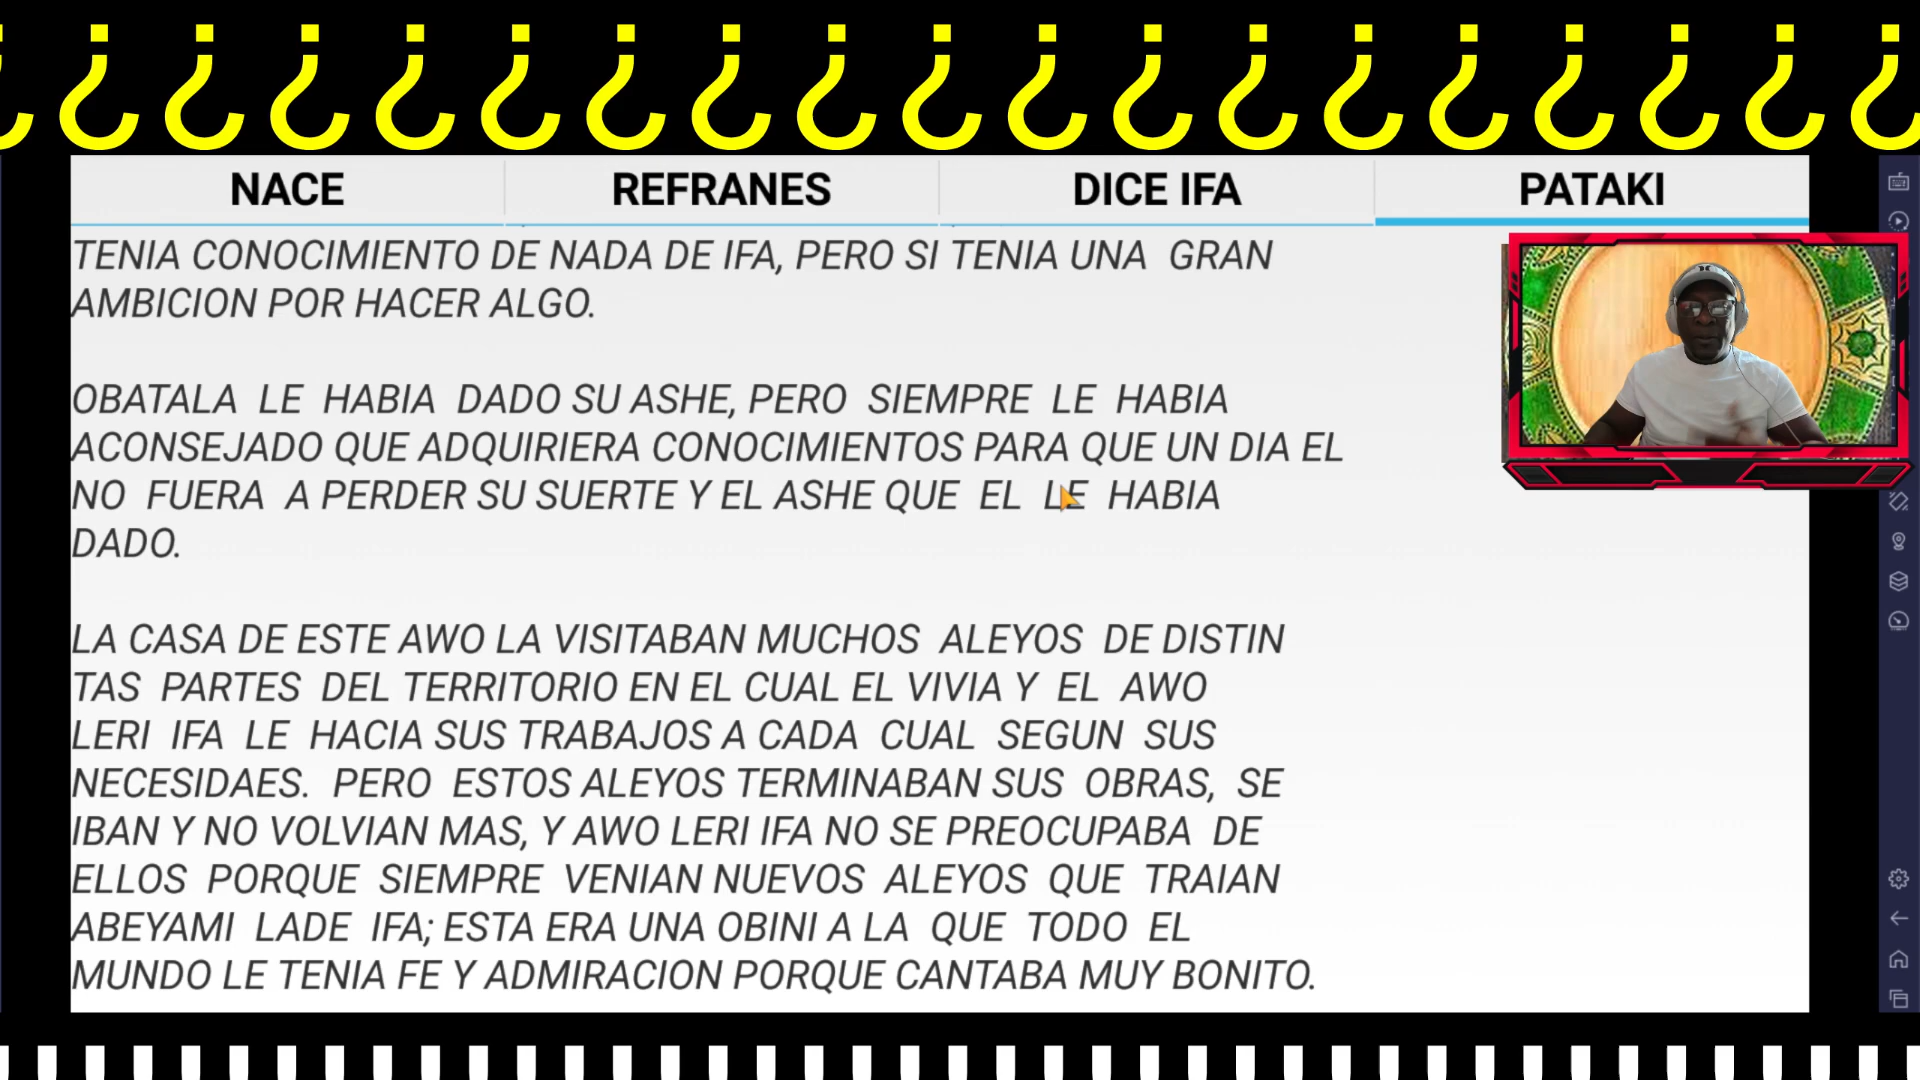 ¿ ¿ ¿ ¿ ¿ ¿ ¿ ¿ ¿ ¿ ¿ ¿ ¿ ¿ ¿ ¿ ¿ ¿ ¿
NACE REFRANES DICE IFA PATAKI
TENIA CONOCIMIENTO DE NADA DE IFA, PERO SI TENIA UNA GRAN
AMBICION POR HACER ALGO.
OBATALA LE HABIA DADO SU ASHE, PERO SIEMPRE LE HABIA
ACONSEJADO QUE ADQUIRIERA CONOCIMIENTOS PARA QUE UN DIA EL
NO FUERA A PERDER SU SUERTE Y EL ASHE QUE EL LE HABIA
DADO.
LA CASA DE ESTE AWO LA VISITABAN MUCHOS ALEYOS DE DISTIN
TAS PARTES DEL TERRITORIO EN EL CUAL EL VIVIA Y EL AWO
LERI IFA LE HACIA SUS TRABAJOS A CADA CUAL SEGUN SUS
NECESIDAES. PERO ESTOS ALEYOS TERMINABAN SUS OBRAS, SE
IBAN Y NO VOLVIAN MAS, Y AWO LERI IFA NO SE PREOCUPABA DE
ELLOS PORQUE SIEMPRE VENIAN NUEVOS ALEYOS QUE TRAIAN
ABEYAMI LADE IFA; ESTA ERA UNA OBINI A LA QUE TODO EL
MUNDO LE TENIA FE Y ADMIRACION PORQUE CANTABA MUY BONITO.